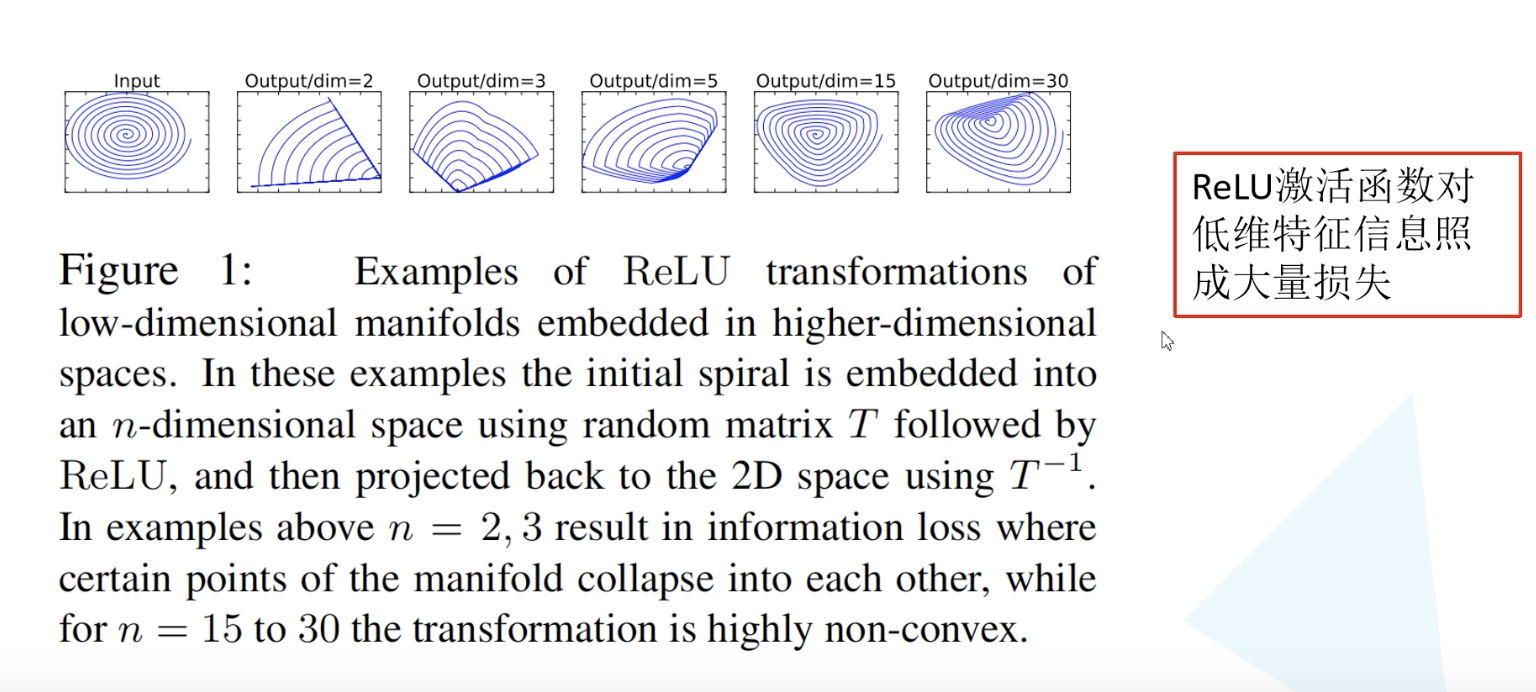 Input Output/dim=2 Output/dim=3 Output/dim=5 Output/dim=15 Output/dim=30
Figure 1: Examples of ReLU transformations of
low-dimensional manifolds embedded in higher-dimensional
spaces. In these examples the initial spiral is embedded into
an n-dimensional space using random matrix T followed by
ReLU, and then projected back to the 2D space using T⁻¹.
In examples above n = 2, 3 result in information loss where
certain points of the manifold collapse into each other, while
for n = 15 to 30 the transformation is highly non-convex.
ReLU激活函数对
低维特征信息照
成大量损失